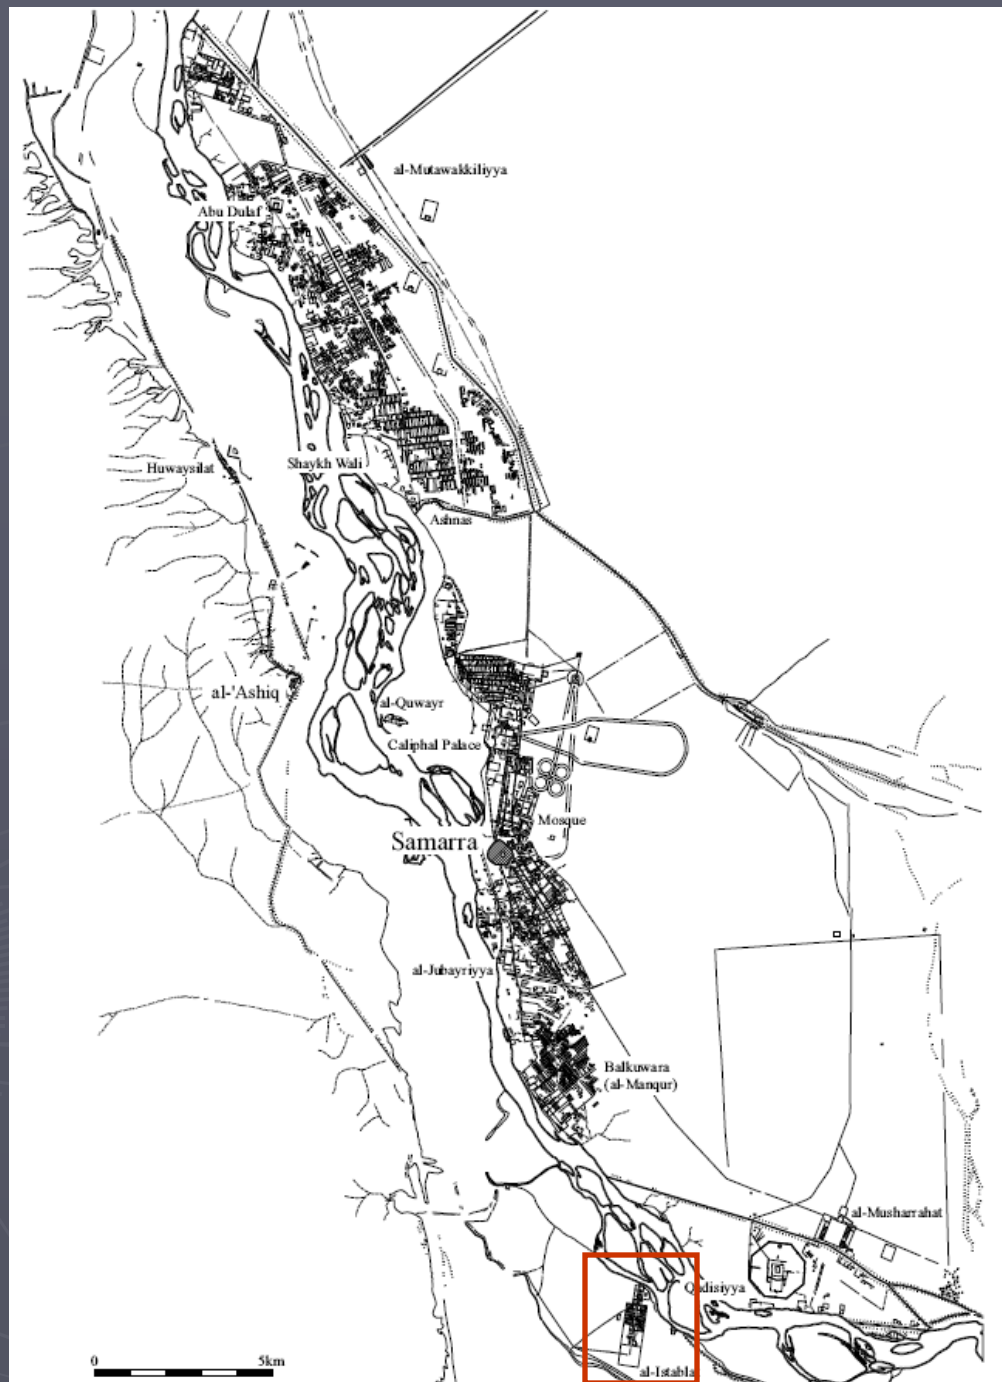 al-Mutawakkiliyya
Abu Dulaf
Shaykh Wali
Huwaysilat
Ashnas
al-'Ashiq
al-Quwayr
Caliphal Palace
Mosque
Samarra
al-Jubayriyya
Balkuwara
(al-Manqur)
al-Musharrahat
Qadisiyya
0 5km
al-Istabla